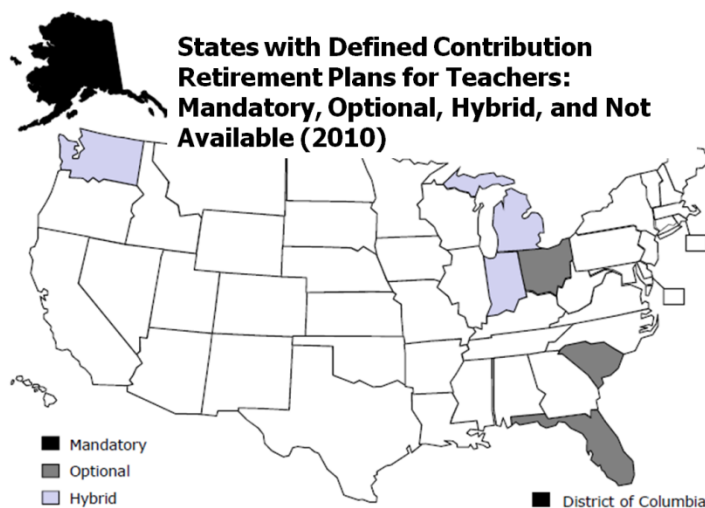 States with Defined Contribution
Retirement Plans for Teachers:
Mandatory, Optional, Hybrid, and Not
Available (2010)
Mandatory
Optional
Hybrid
District of Columbia